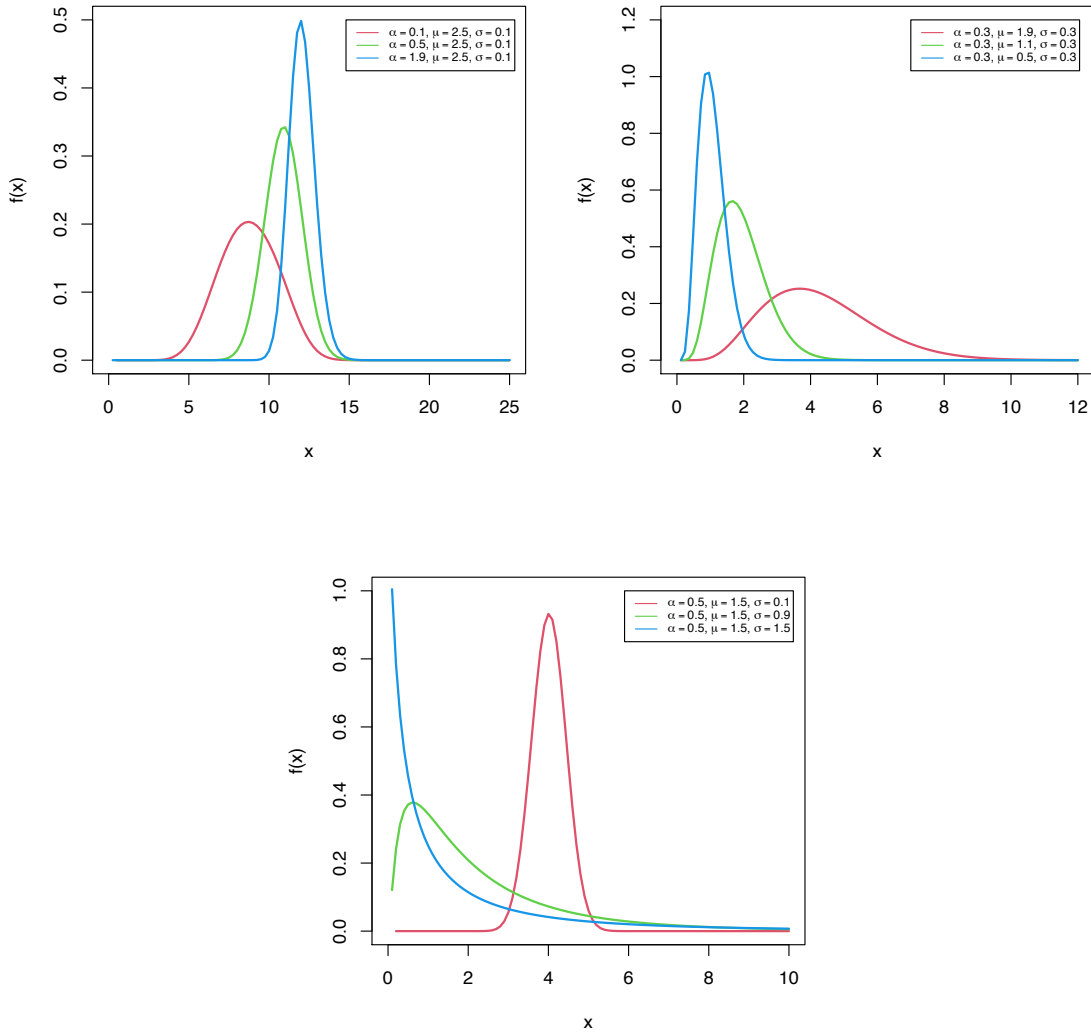 α = 0.1, μ = 2.5, σ = 0.1
α = 0.5, μ = 2.5, σ = 0.1
α = 1.9, μ = 2.5, σ = 0.1
f(x)
0.5
0.4
0.3
0.2
0.1
0.0
0 5 10 15 20 25
x
α = 0.3, μ = 1.9, σ = 0.3
α = 0.3, μ = 1.1, σ = 0.3
α = 0.3, μ = 0.5, σ = 0.3
f(x)
1.2
1.0
0.8
0.6
0.4
0.2
0.0
0 2 4 6 8 10 12
x
α = 0.5, μ = 1.5, σ = 0.1
α = 0.5, μ = 1.5, σ = 0.9
α = 0.5, μ = 1.5, σ = 1.5
f(x)
1.0
0.8
0.6
0.4
0.2
0.0
0 2 4 6 8 10
x